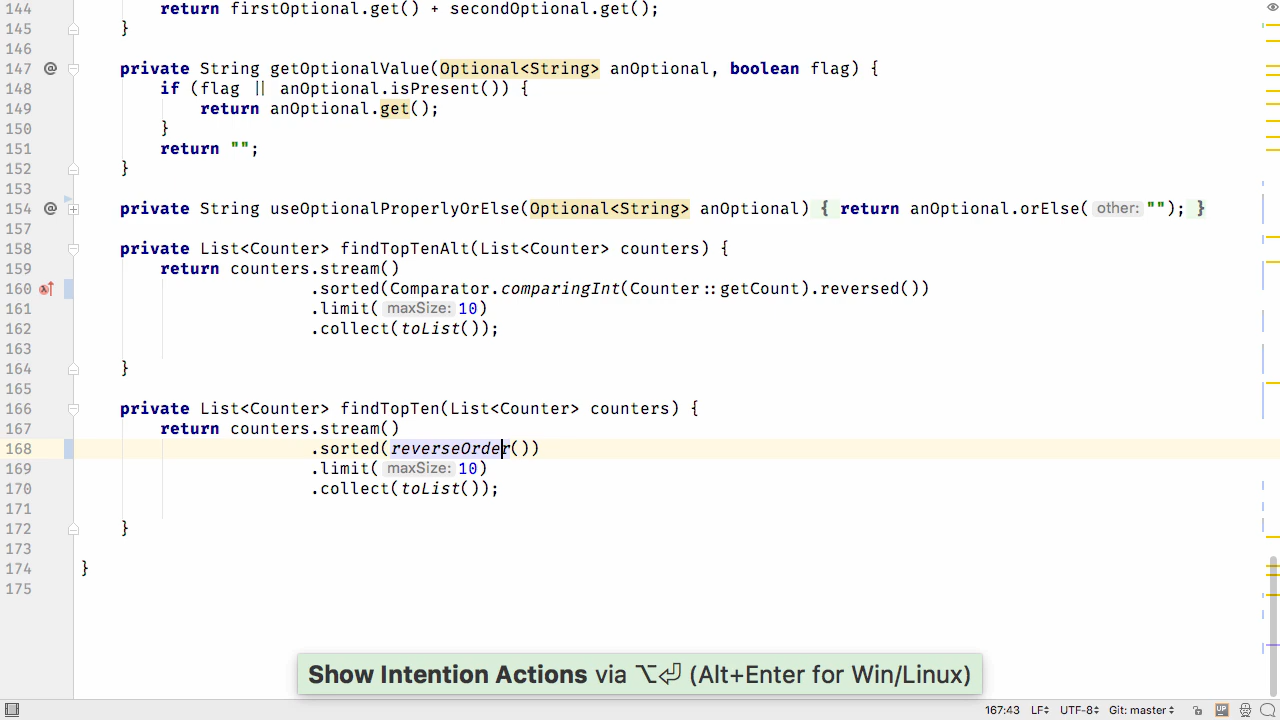 144 return firstOptional.get() + secondOptional.get();
145 }
146
147 @ private String getOptionalValue(Optional<String> anOptional, boolean flag) {
148 if (flag || anOptional.isPresent()) {
149 return anOptional.get();
150 }
151 return "";
152 }
153
154 @ private String useOptionalProperlyOrElse(Optional<String> anOptional) { return anOptional.orElse( other: ""); }
157
158 private List<Counter> findTopTenAlt(List<Counter> counters) {
159 return counters.stream()
160 .sorted(Comparator.comparingInt(Counter::getCount).reversed())
161 .limit( maxSize: 10)
162 .collect(toList());
163
164 }
165
166 private List<Counter> findTopTen(List<Counter> counters) {
167 return counters.stream()
168 .sorted(reverseOrder())
169 .limit( maxSize: 10)
170 .collect(toList());
171
172 }
173
174 }
175
Show Intention Actions via ⌥⏎ (Alt+Enter for Win/Linux)
167:43 LF UTF-8 Git: master UP